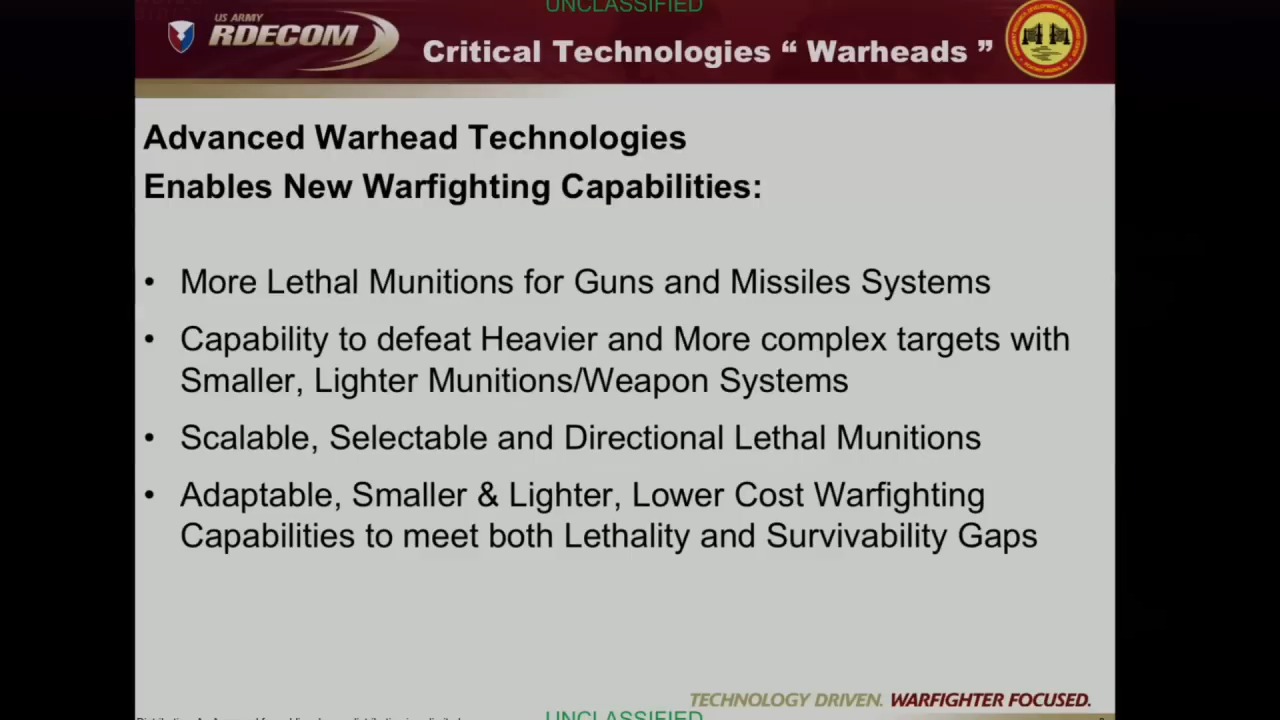 UNCLASSIFIED
US ARMY
RDECOM
Critical Technologies “ Warheads ”
Advanced Warhead Technologies
Enables New Warfighting Capabilities:
• More Lethal Munitions for Guns and Missiles Systems
• Capability to defeat Heavier and More complex targets with
Smaller, Lighter Munitions/Weapon Systems
• Scalable, Selectable and Directional Lethal Munitions
• Adaptable, Smaller & Lighter, Lower Cost Warfighting
Capabilities to meet both Lethality and Survivability Gaps
TECHNOLOGY DRIVEN. WARFIGHTER FOCUSED.
UNCLASSIFIED